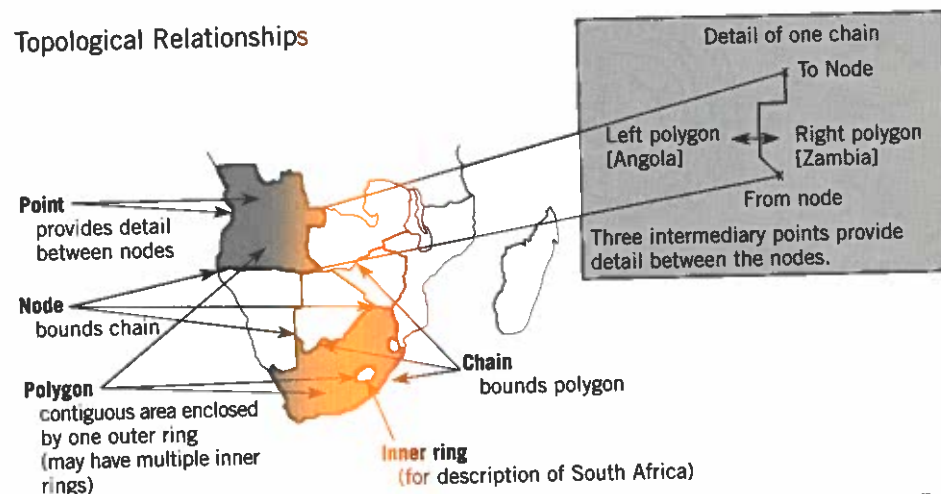 Topological Relationships
Detail of one chain
To Node
Left polygon
[Angola]
Right polygon
[Zambia]
From node
Three intermediary points provide
detail between the nodes.
Point
provides detail
between nodes
Node
bounds chain
Polygon
contiguous area enclosed
by one outer ring
(may have multiple inner
rings)
Chain
bounds polygon
Inner ring
(for description of South Africa)